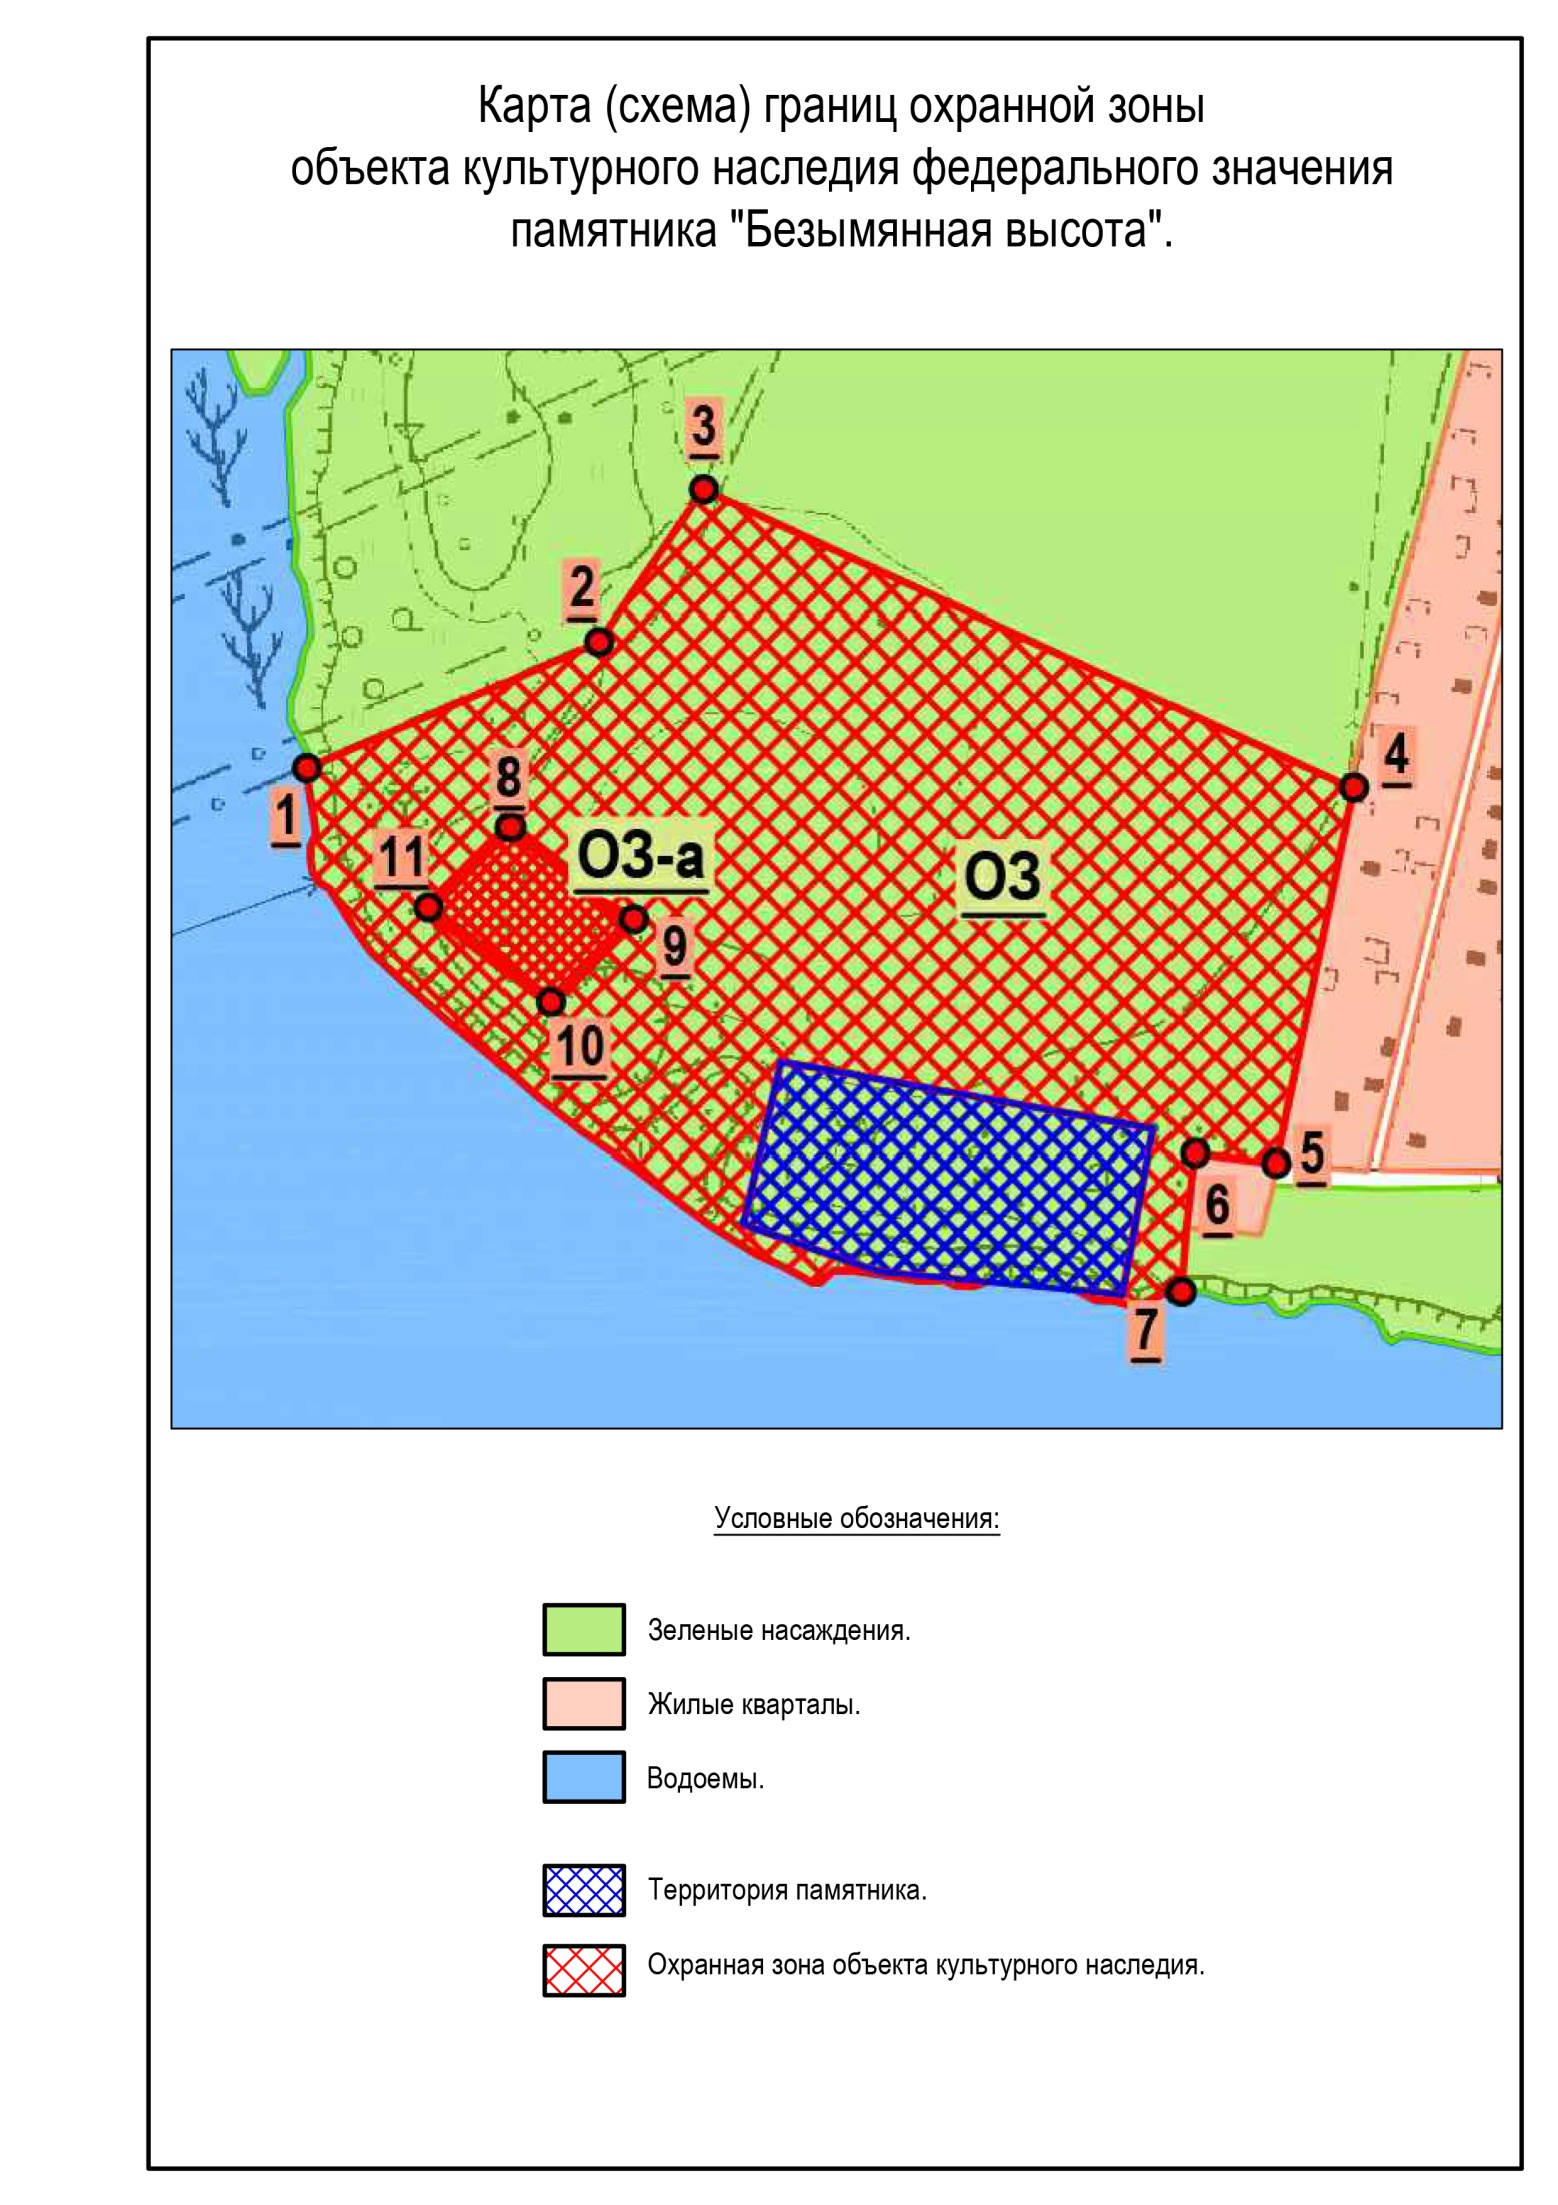 Карта (схема) границ охранной зоны
объекта культурного наследия федерального значения
памятника "Безымянная высота".
3
2
4
8
1
11
ОЗ-а
ОЗ
9
10
5
6
7
Условные обозначения:
Зеленые насаждения.
Жилые кварталы.
Водоемы.
Территория памятника.
Охранная зона объекта культурного наследия.